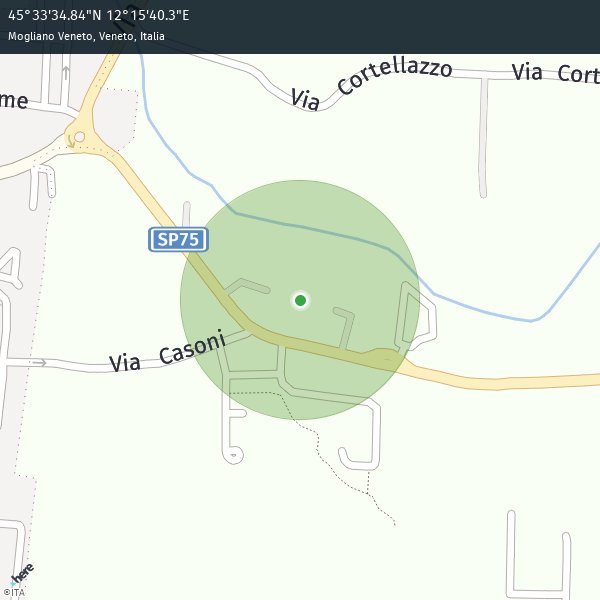 45°33'34.84"N 12°15'40.3"E
Mogliano Veneto, Veneto, Italia
Via Cortellazzo
Via Cort
me
SP75
Via Casoni
here
©ITA